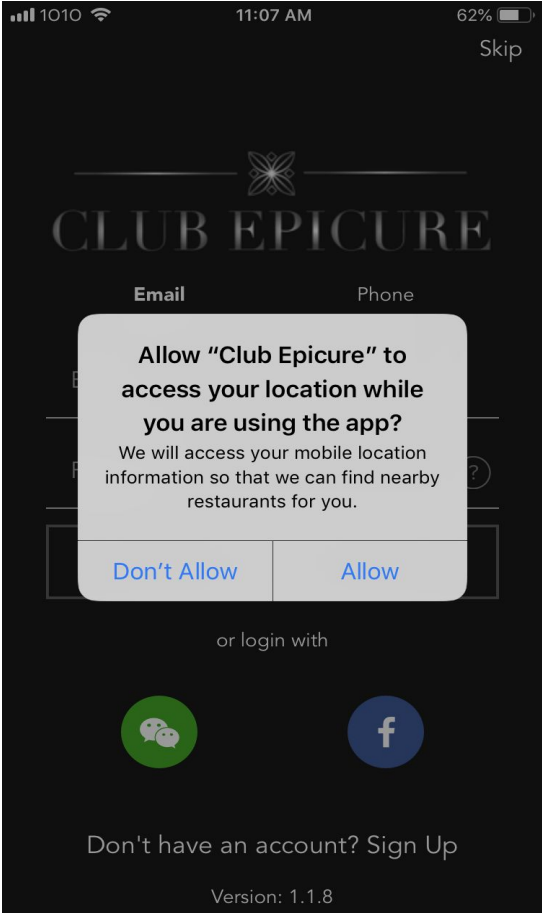 1O1O 11:07 AM 62%
Skip
CLUB EPICURE
Email Phone
Allow “Club Epicure” to
access your location while
you are using the app?
We will access your mobile location
information so that we can find nearby
restaurants for you.
?
Don’t Allow Allow
or login with
f
Don't have an account? Sign Up
Version: 1.1.8